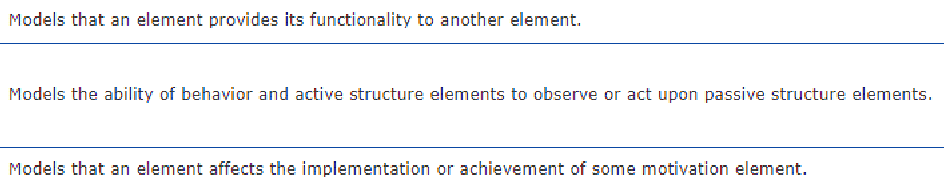 Models that an element provides its functionality to another element.
Models the ability of behavior and active structure elements to observe or act upon passive structure elements.
Models that an element affects the implementation or achievement of some motivation element.